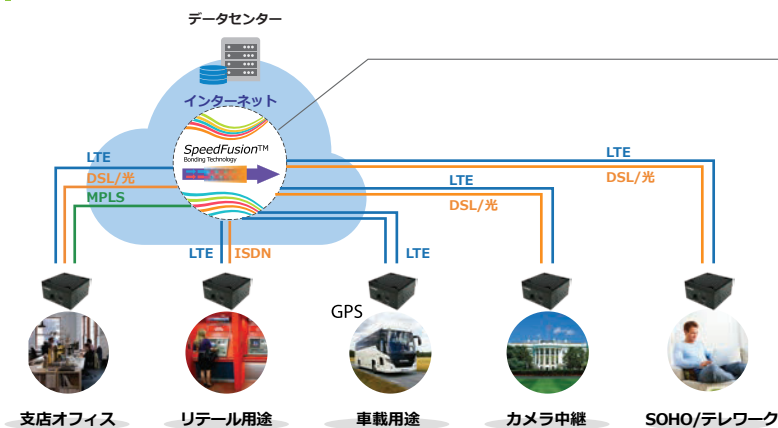 データセンター
インターネット
SpeedFusion™
Bonding Technology
LTE
DSL/光
MPLS
LTE
ISDN
LTE
LTE
DSL/光
LTE
DSL/光
GPS
支店オフィス
リテール用途
車載用途
カメラ中継
SOHO/テレワーク